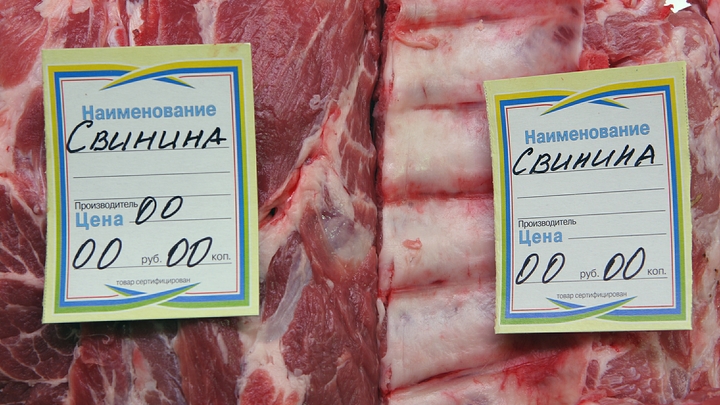 Наименование
Свинина
Производитель 00
Цена
00 руб. 00 коп.
товар сертифицирован
Наименование
Свинина
Производитель
Цена
00 руб. 00 коп.
товар сертифицирован